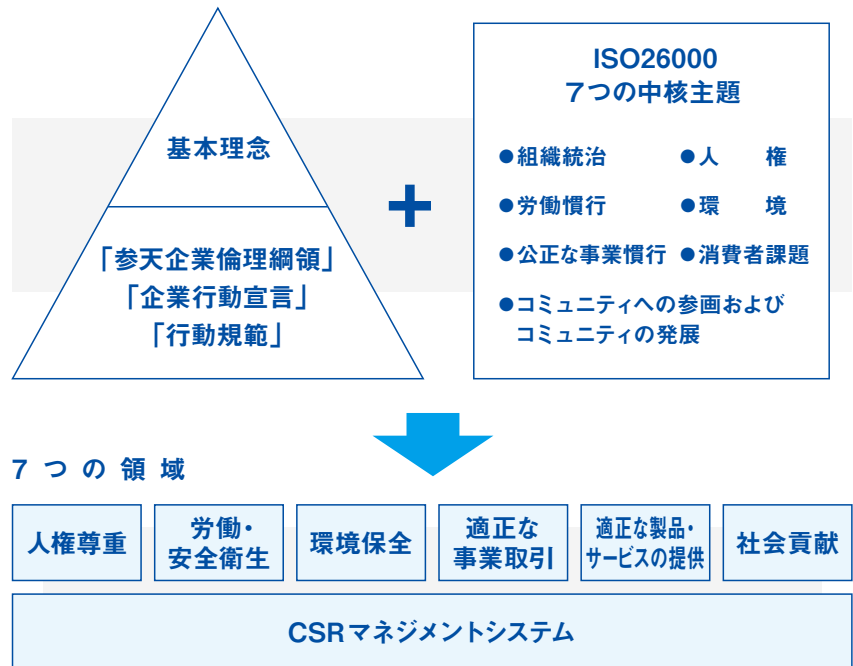 基本理念
「参天企業倫理綱領」
「企業行動宣言」
「行動規範」
+
ISO26000
7つの中核主題
●組織統治 ●人　権
●労働慣行 ●環　境
●公正な事業慣行 ●消費者課題
●コミュニティへの参画および
コミュニティの発展
7つの領域
人権尊重
労働・
安全衛生
環境保全
適正な
事業取引
適正な製品・
サービスの提供
社会貢献
CSRマネジメントシステム